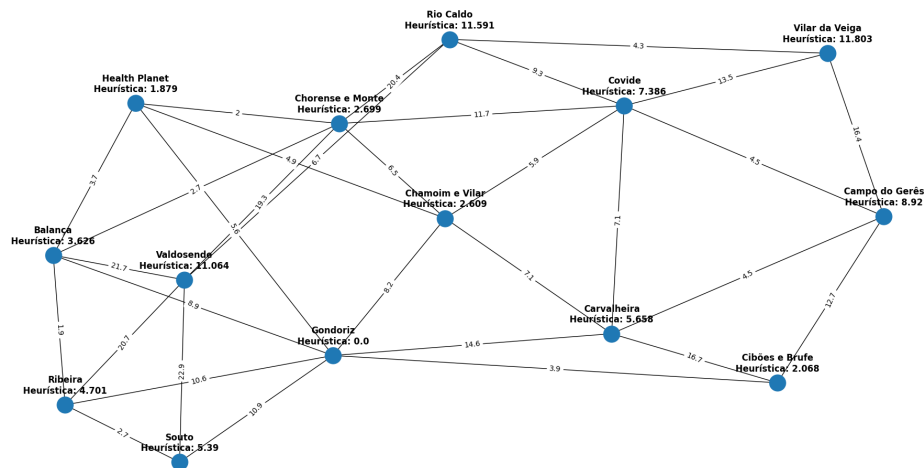 Rio Caldo
Heurística: 11.591
Vilar da Veiga
Heurística: 11.803
4.3
20.4
9.3
13.5
Health Planet
Heurística: 1.879
Covide
Heurística: 7.386
Chorense e Monte
Heurística: 2.699
2
11.7
16.4
4.9
6.7
6.5
5.9
4.5
3.7
2.7
19.3
Chamoim e Vilar
Heurística: 2.609
Campo do Gerês
Heurística: 8.92
7.1
5.6
Balança
Heurística: 3.626
Valdosende
Heurística: 11.064
21.7
8.2
7.1
4.5
8.9
12.7
Carvalheira
Heurística: 5.658
1.9
20.7
Gondoriz
Heurística: 0.0
14.6
16.7
Cibões e Brufe
Heurística: 2.068
3.9
22.9
10.6
Ribeira
Heurística: 4.701
10.9
2.7
Souto
Heurística: 5.39